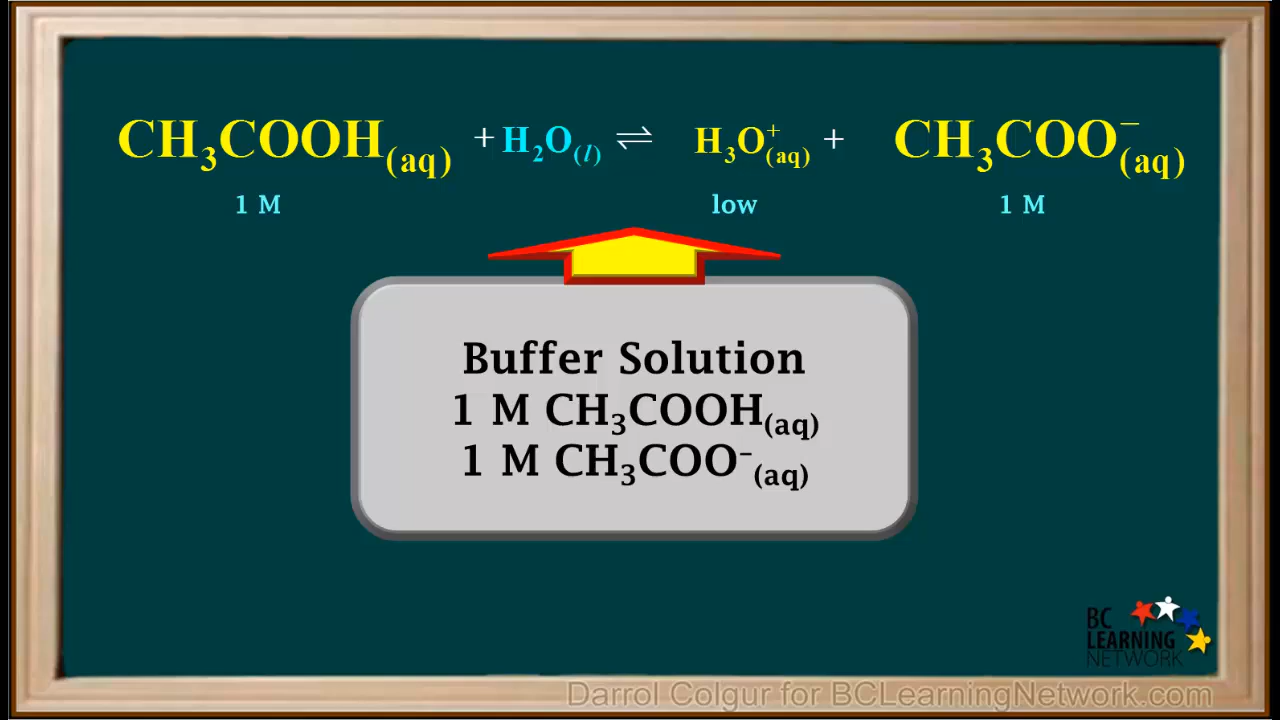 CH₃COOH(aq) + H₂O(l) ⇌ H₃O⁺(aq) + CH₃COO⁻(aq)
1 M low 1 M
Buffer Solution
1 M CH₃COOH(aq)
1 M CH₃COO⁻(aq)
BC
LEARNING
NETWORK
Darrol Colgur for BCLearningNetwork.com